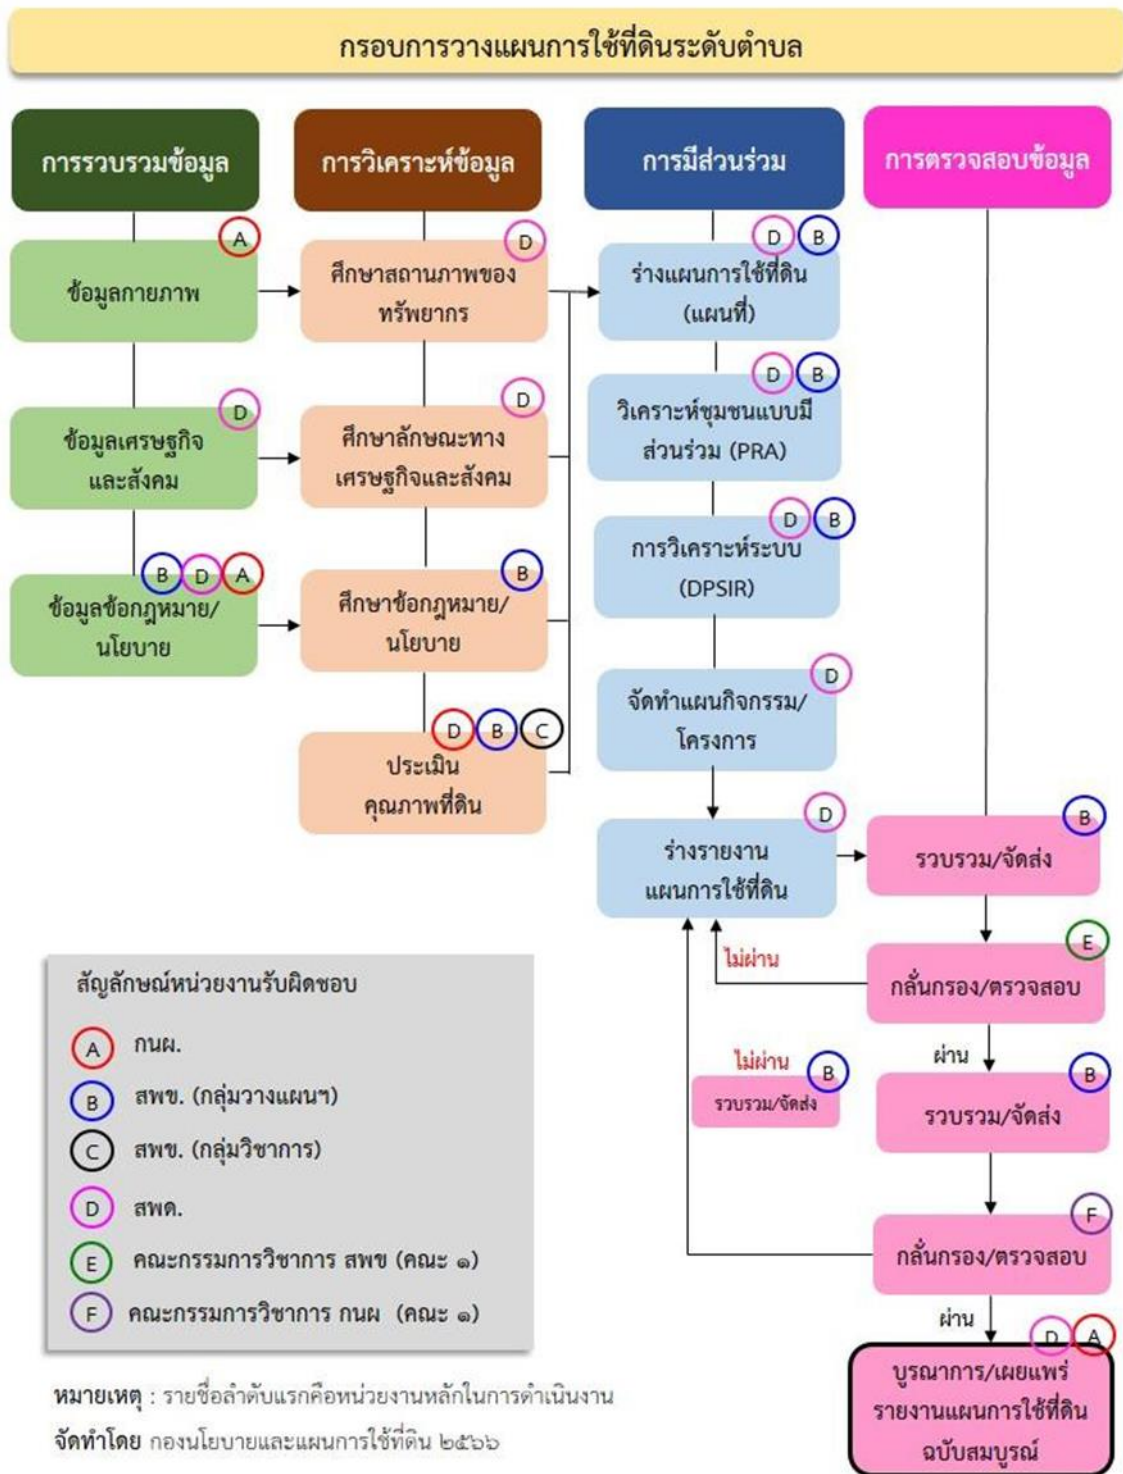 กรอบการวางแผนการใช้ที่ดินระดับตำบล
การรวบรวมข้อมูล
การวิเคราะห์ข้อมูล
การมีส่วนร่วม
การตรวจสอบข้อมูล
A
ข้อมูลกายภาพ
D
ข้อมูลเศรษฐกิจ
และสังคม
B D A
ข้อมูลข้อกฎหมาย/
นโยบาย
D
ศึกษาสถานภาพของ
ทรัพยากร
D
ศึกษาลักษณะทาง
เศรษฐกิจและสังคม
B
ศึกษาข้อกฎหมาย/
นโยบาย
D B C
ประเมิน
คุณภาพที่ดิน
D B
ร่างแผนการใช้ที่ดิน
(แผนที่)
D B
วิเคราะห์ชุมชนแบบมี
ส่วนร่วม (PRA)
D B
การวิเคราะห์ระบบ
(DPSIR)
D
จัดทำแผนกิจกรรม/
โครงการ
D
ร่างรายงาน
แผนการใช้ที่ดิน
B
รวบรวม/จัดส่ง
E
ไม่ผ่าน
กลั่นกรอง/ตรวจสอบ
ผ่าน
ไม่ผ่าน
B
รวบรวม/จัดส่ง
B
รวบรวม/จัดส่ง
F
กลั่นกรอง/ตรวจสอบ
ผ่าน
D A
บูรณาการ/เผยแพร่
รายงานแผนการใช้ที่ดิน
ฉบับสมบูรณ์
สัญลักษณ์หน่วยงานรับผิดชอบ
A กนผ.
B สพข. (กลุ่มวางแผนฯ)
C สพข. (กลุ่มวิชาการ)
D สพด.
E คณะกรรมการวิชาการ สพข (คณะ ๑)
F คณะกรรมการวิชาการ กนผ (คณะ ๑)
หมายเหตุ : รายชื่อลำดับแรกคือหน่วยงานหลักในการดำเนินงาน
จัดทำโดย กองนโยบายและแผนการใช้ที่ดิน ๒๕๖๖